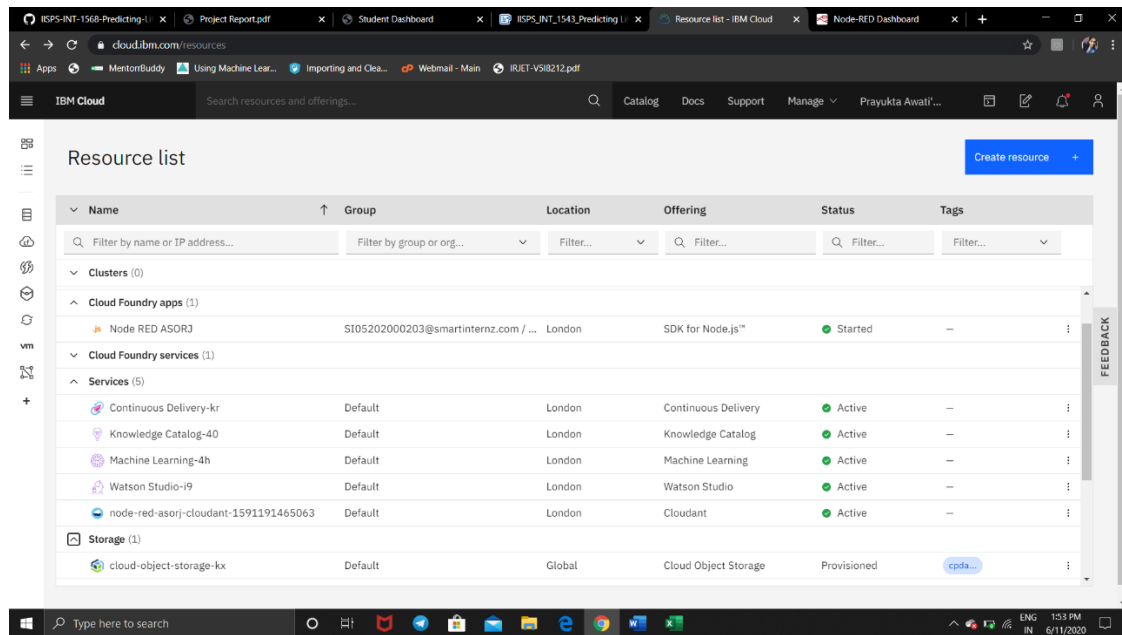 IISPS-INT-1568-Predicting-Li
Project Report.pdf
Student Dashboard
IISPS_INT_1543_Predicting Li
Resource list - IBM Cloud
Node-RED Dashboard
cloud.ibm.com/resources
Apps
MentorrBuddy
Using Machine Lear...
Importing and Clea...
Webmail - Main
IRJET-V5I8212.pdf
IBM Cloud
Search resources and offerings...
Catalog Docs Support Manage Prayukta Awati'...
Resource list
Create resource +
Name Group Location Offering Status Tags
Filter by name or IP address... Filter by group or org... Filter... Filter... Filter... Filter...
Clusters (0)
Cloud Foundry apps (1)
Node RED ASORJ SI05202000203@smartinternz.com / ... London SDK for Node.js™ Started —
Cloud Foundry services (1)
Services (5)
Continuous Delivery-kr Default London Continuous Delivery Active —
Knowledge Catalog-40 Default London Knowledge Catalog Active —
Machine Learning-4h Default London Machine Learning Active —
Watson Studio-i9 Default London Watson Studio Active —
node-red-asorj-cloudant-1591191465063 Default London Cloudant Active —
Storage (1)
cloud-object-storage-kx Default Global Cloud Object Storage Provisioned cpda...
vm
FEEDBACK
Type here to search
ENG
IN
1:53 PM
6/11/2020